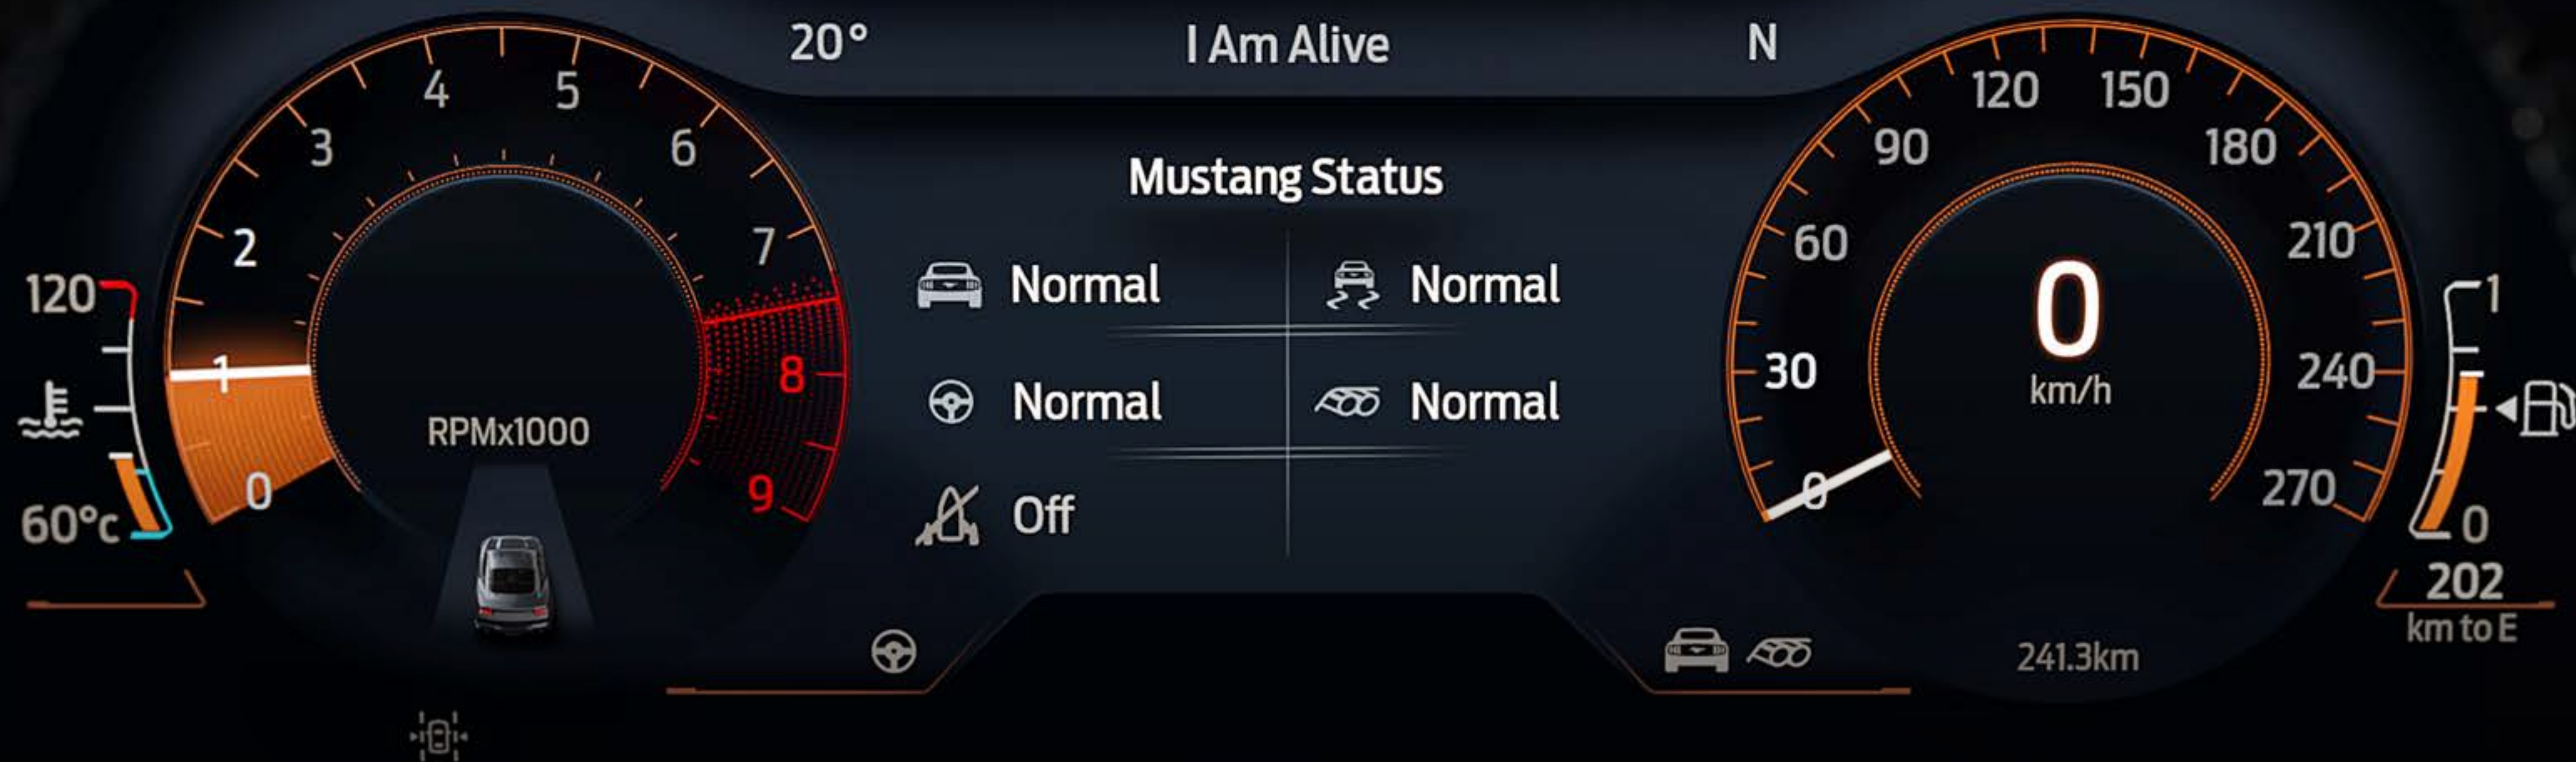 20° I Am Alive N
4 5
3 6
2 7
1 8
0 9
RPMx1000
120
60°c
Mustang Status
Normal Normal
Normal Normal
Off
120 150
90 180
60 210
30 240
0 270
0
km/h
1
0
202
km to E
241.3km